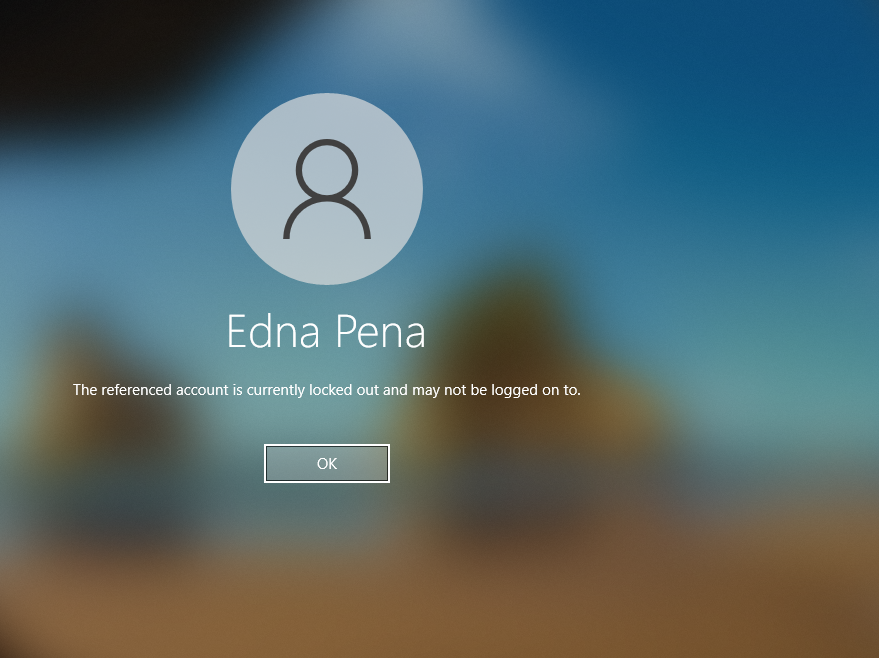 Edna Pena
The referenced account is currently locked out and may not be logged on to.
OK